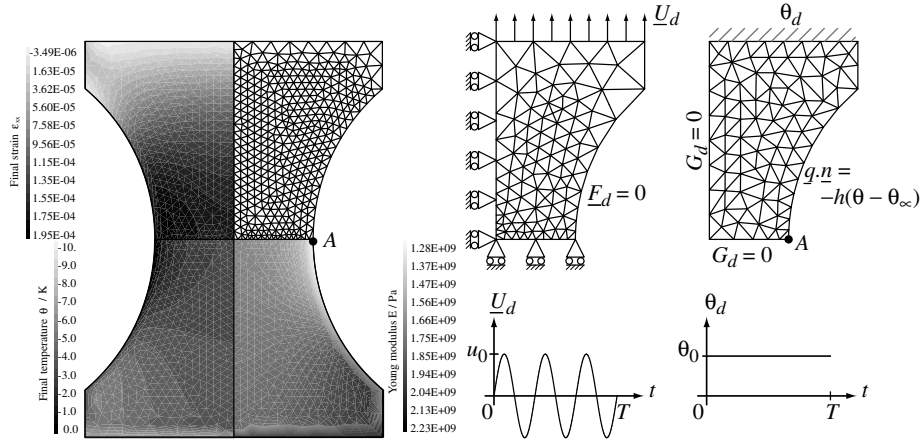 Final strain εxx
-3.49E-06
1.63E-05
3.62E-05
5.60E-05
7.58E-05
9.56E-05
1.15E-04
1.35E-04
1.55E-04
1.75E-04
1.95E-04
Final temperature θ / K
-10.
-9.0
-8.0
-7.0
-6.0
-5.0
-4.0
-3.0
-2.0
-1.0
0.0
A
Young modulus E / Pa
1.28E+09
1.37E+09
1.47E+09
1.56E+09
1.66E+09
1.75E+09
1.85E+09
1.94E+09
2.04E+09
2.13E+09
2.23E+09
U_d
F_d = 0
θ_d
G_d = 0
q.n =
-h(θ − θ∞)
G_d = 0
A
U_d
u0
0
T
t
θ_d
θ0
0
T
t